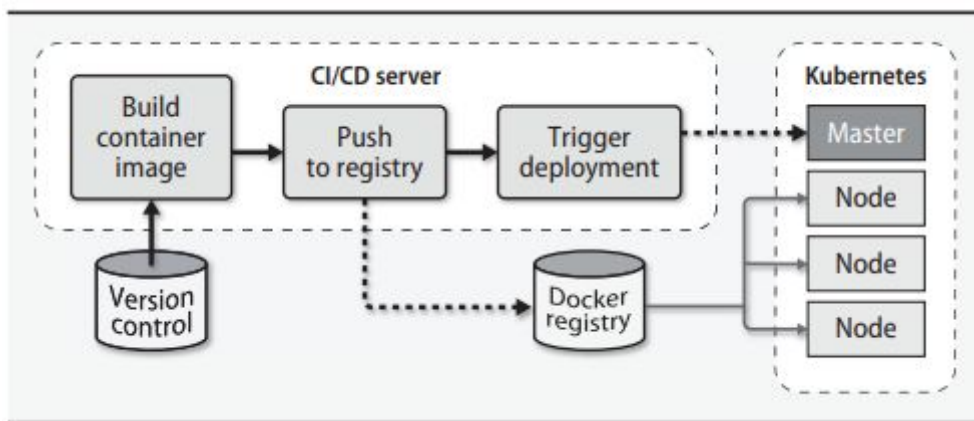 CI/CD server
Build
container
image
Push
to registry
Trigger
deployment
Version
control
Docker
registry
Kubernetes
Master
Node
Node
Node